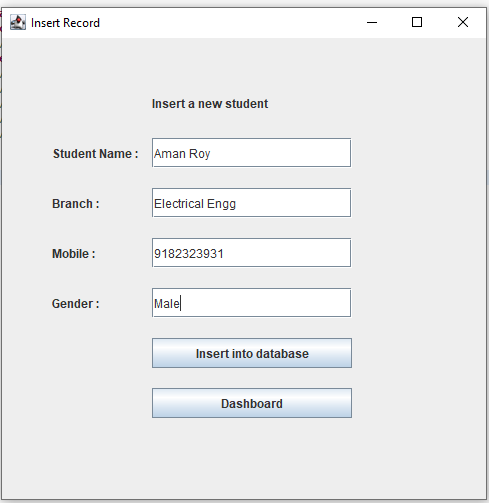 Insert Record
Insert a new student
Student Name : Aman Roy
Branch : Electrical Engg
Mobile : 9182323931
Gender : Male
Insert into database
Dashboard